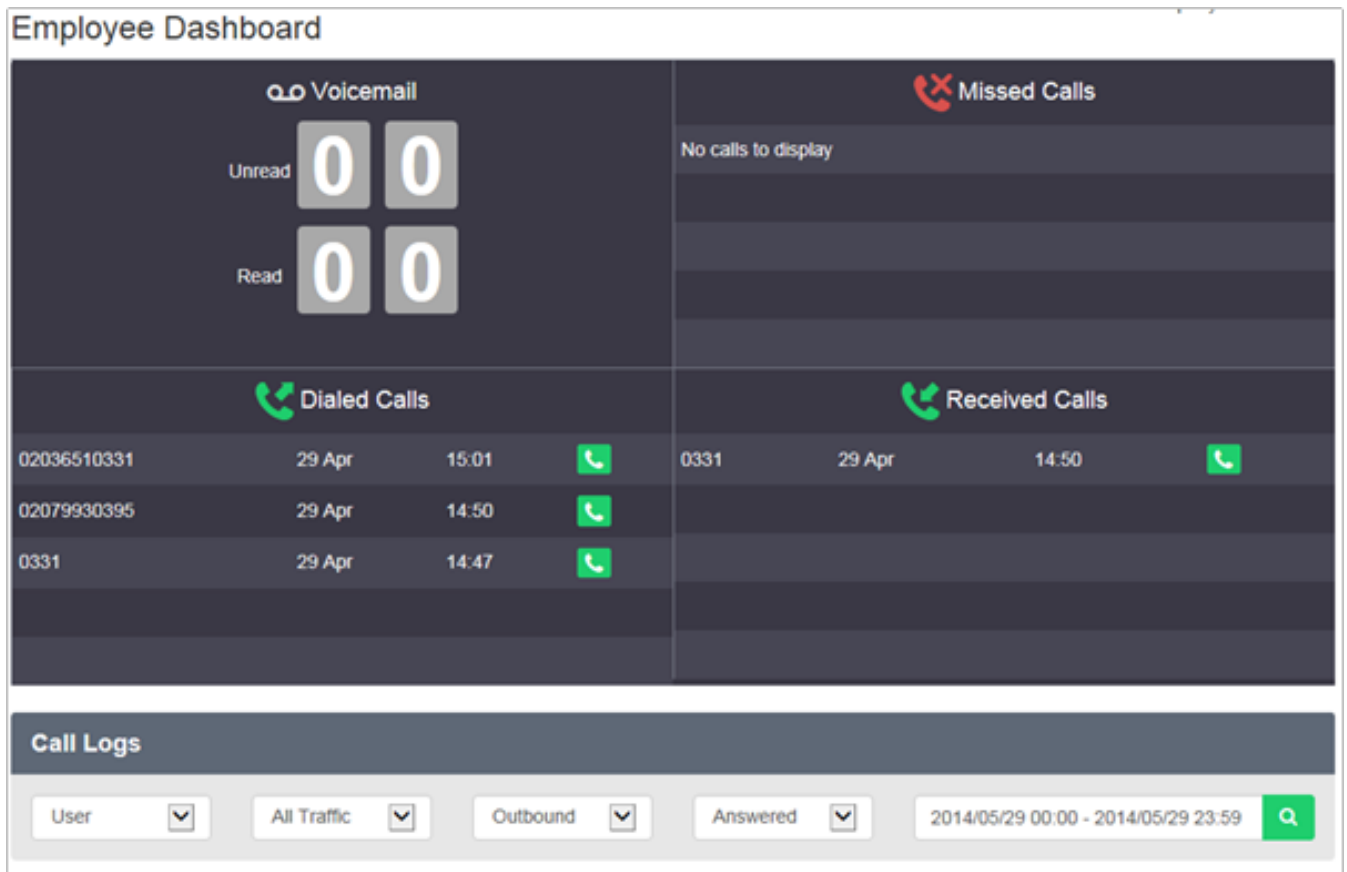 Employee Dashboard
Voicemail
Unread 0 0
Read 0 0
Missed Calls
No calls to display
Dialed Calls
02036510331 29 Apr 15:01
02079930395 29 Apr 14:50
0331 29 Apr 14:47
Received Calls
0331 29 Apr 14:50
Call Logs
User All Traffic Outbound Answered 2014/05/29 00:00 - 2014/05/29 23:59